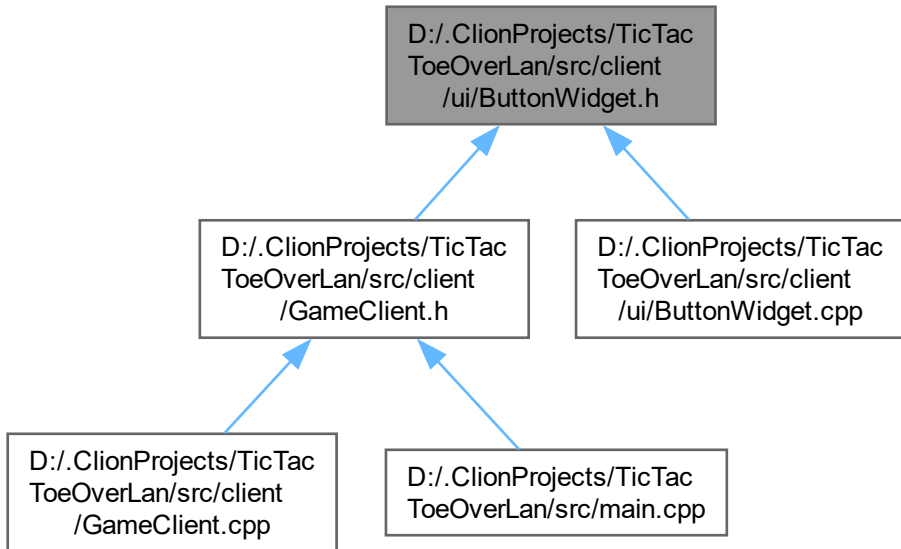 D:/.ClionProjects/TicTac
ToeOverLan/src/client
/ui/ButtonWidget.h
D:/.ClionProjects/TicTac
ToeOverLan/src/client
/GameClient.h
D:/.ClionProjects/TicTac
ToeOverLan/src/client
/ui/ButtonWidget.cpp
D:/.ClionProjects/TicTac
ToeOverLan/src/client
/GameClient.cpp
D:/.ClionProjects/TicTac
ToeOverLan/src/main.cpp